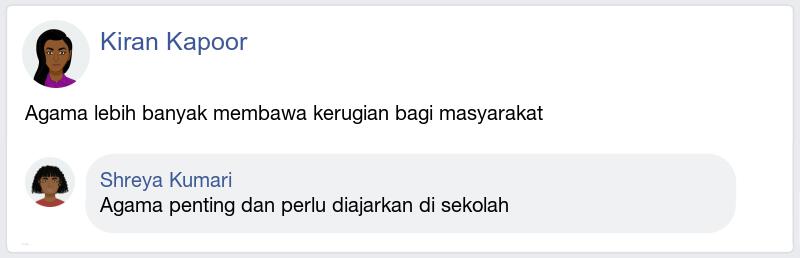 Kiran Kapoor
Agama lebih banyak membawa kerugian bagi masyarakat
Shreya Kumari
Agama penting dan perlu diajarkan di sekolah